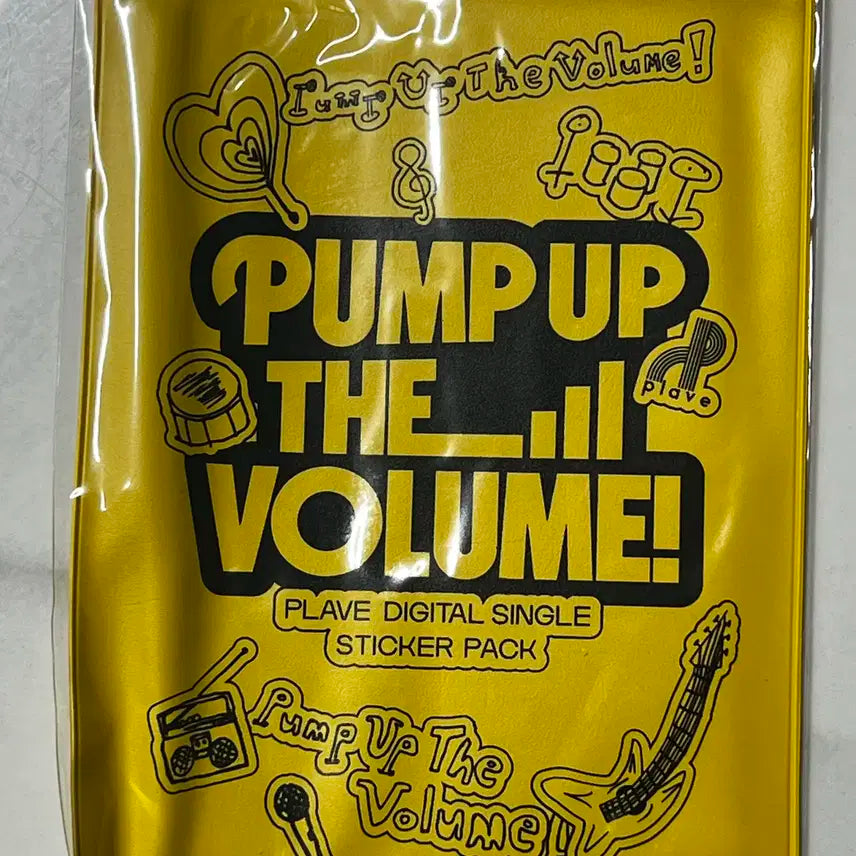 Pump Up The Volume!
PUMP UP
THE
VOLUME!
plave
PLAVE DIGITAL SINGLE
STICKER PACK
Pump Up The
Volume!